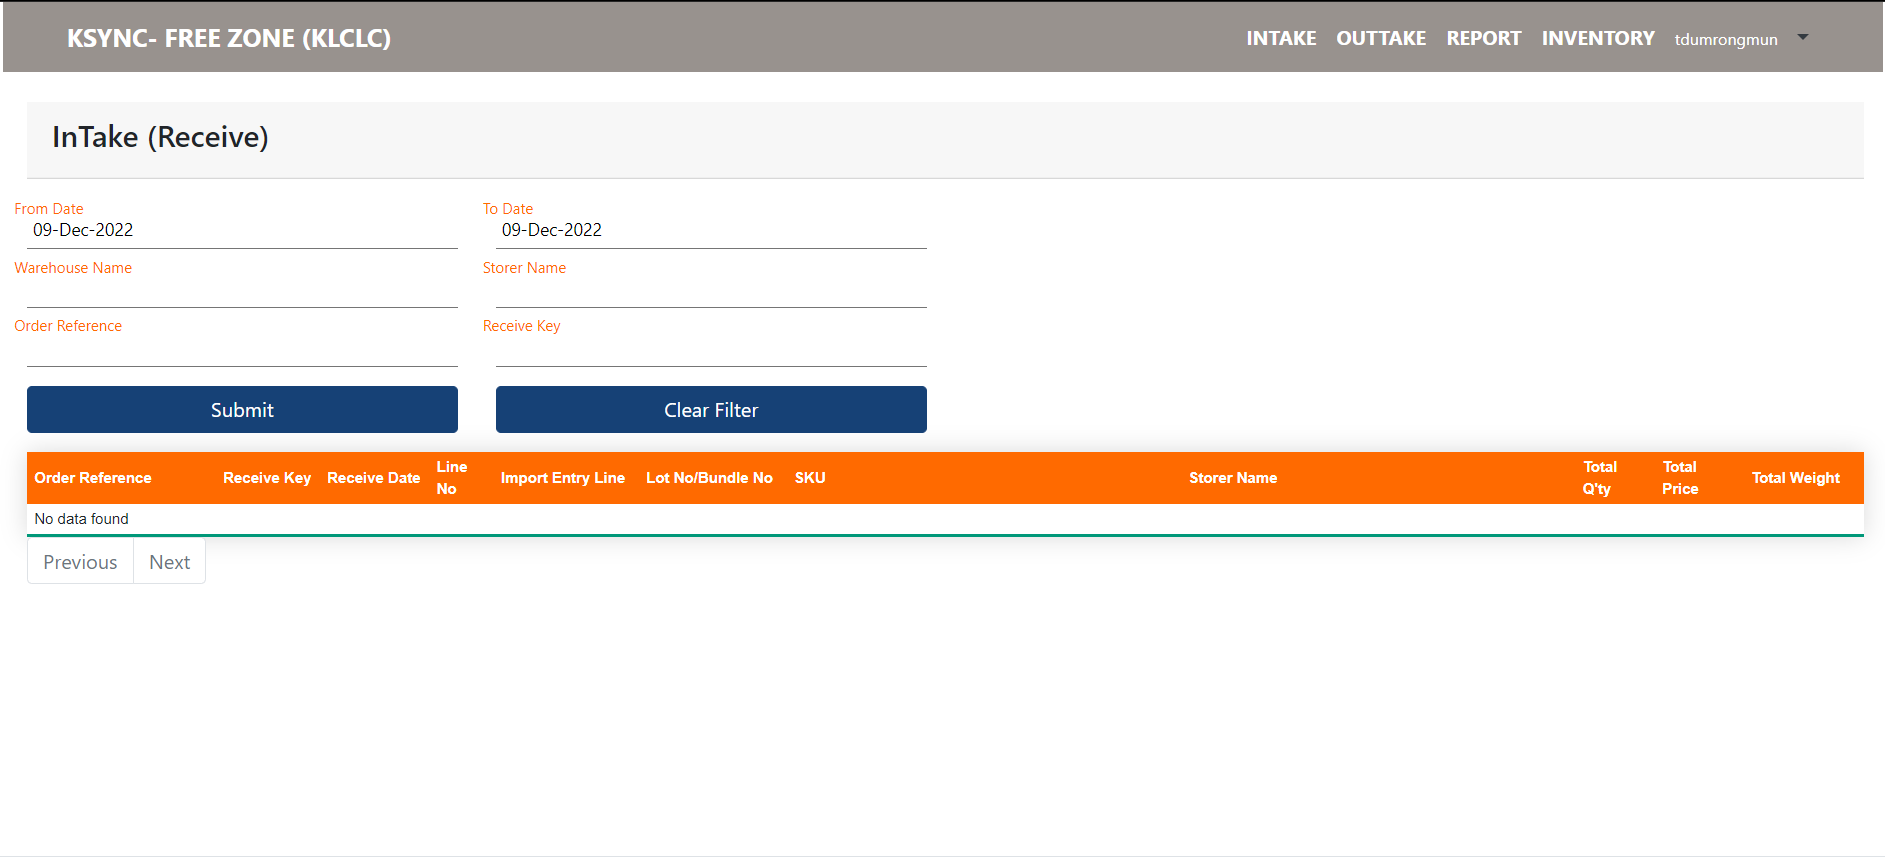 KSYNC- FREE ZONE (KLCLC) INTAKE OUTTAKE REPORT INVENTORY tdumrongmun
InTake (Receive)
From Date To Date
09-Dec-2022 09-Dec-2022
Warehouse Name Storer Name
Order Reference Receive Key
Submit Clear Filter
Order Reference Receive Key Receive Date Line No Import Entry Line Lot No/Bundle No SKU Storer Name Total Q'ty Total Price Total Weight
No data found
Previous Next